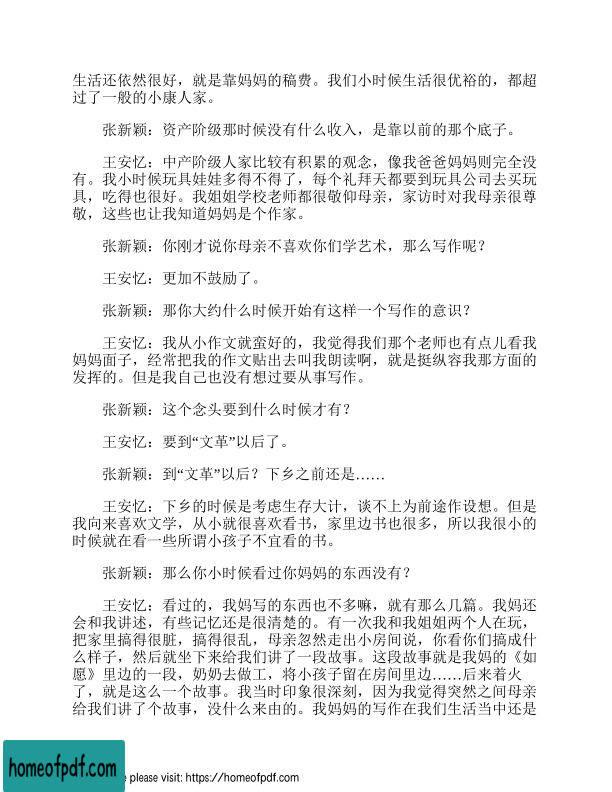 生活还依然很好，就是靠妈妈的稿费。我们小时候生活很优裕的，都超
过了一般的小康人家。
张新颖：资产阶级那时候没有什么收入，是靠以前的那个底子。
王安忆：中产阶级人家比较有积累的观念，像我爸爸妈妈则完全没
有。我小时候玩具娃娃多得不得了，每个礼拜天都要到玩具公司去买玩
具，吃得也很好。我姐姐学校老师都很敬仰母亲，家访时对我母亲很尊
敬，这些也让我知道妈妈是个作家。
张新颖：你刚才说你母亲不喜欢你们学艺术，那么写作呢？
王安忆：更加不鼓励了。
张新颖：那你大约什么时候开始有这样一个写作的意识？
王安忆：我从小作文就蛮好的，我觉得我们那个老师也有点儿看我
妈妈面子，经常把我的作文贴出去叫我朗读啊，就是挺纵容我那方面的
发挥的。但是我自己也没有想过要从事写作。
张新颖：这个念头要到什么时候才有？
王安忆：要到“文革”以后了。
张新颖：到“文革”以后？下乡之前还是……
王安忆：下乡的时候是考虑生存大计，谈不上为前途作设想。但是
我向来喜欢文学，从小就很喜欢看书，家里边书也很多，所以我很小的
时候就在看一些所谓小孩子不宜看的书。
张新颖：那么你小时候看过你妈妈的东西没有？
王安忆：看过的，我妈写的东西也不多嘛，就有那么几篇。我妈还
会和我讲述，有些记忆还是很清楚的。有一次我和我姐姐两个人在玩，
把家里搞得很脏，搞得很乱，母亲忽然走出小房间说，你看你们搞成什
么样子，然后就坐下来给我们讲了一段故事。这段故事就是我妈的《如
愿》里边的一段，奶奶去做工，将小孩子留在房间里边……后来着火
了，就是这么一个故事。我当时印象很深刻，因为我觉得突然之间母亲
给我们讲了个故事，没什么来由的。我妈妈的写作在我们生活当中还是
homeofpdf.com
e please visit: https://homeofpdf.com